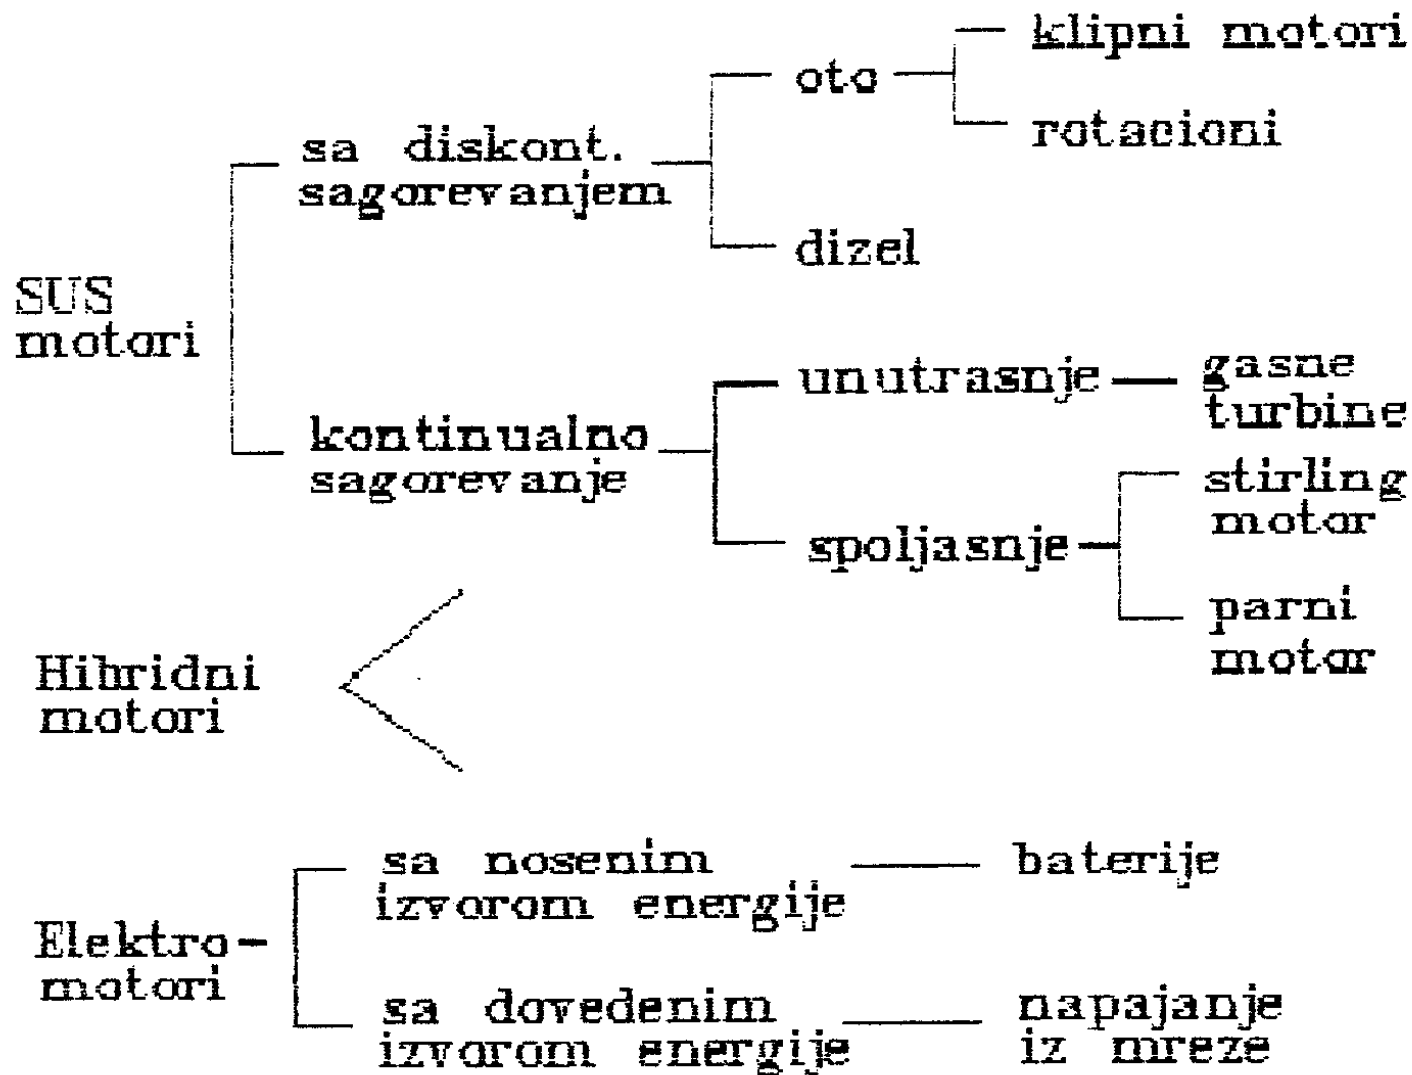 klipni motori
oto
rotacioni
sa diskont.
sagorevanjem
dizel
SUS
motori
unutrasnje
gasne
turbine
kontinualno
sagorevanje
stirling
motor
spoljasnje
parni
motor
Hibridni
motori
sa nosenim
izvorom energije
baterije
Elektro-
motori
sa dovedenim
izvorom energije
napajanje
iz mreze